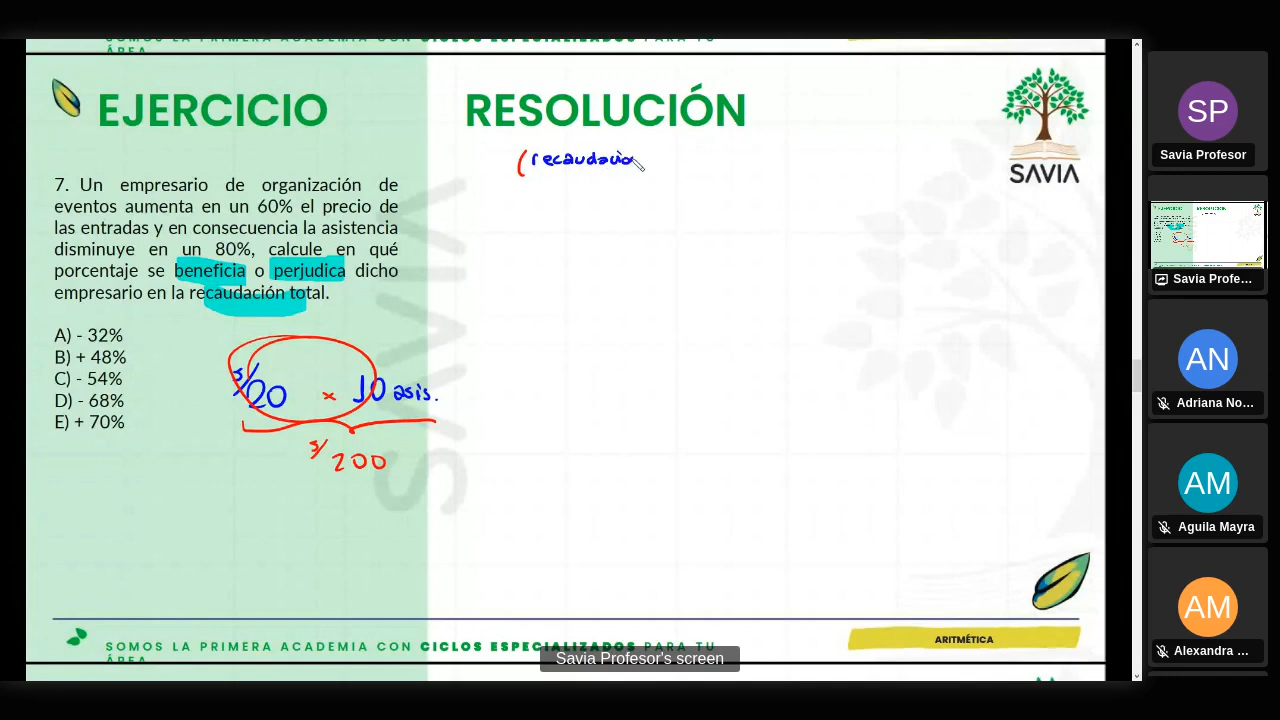 SOMOS LA PRIMERA ACADEMIA CON CICLOS ESPECIALIZADOS PARA TU
ÁREA
EJERCICIO
RESOLUCIÓN
SAVIA
(recaudacio
7. Un empresario de organización de
eventos aumenta en un 60% el precio de
las entradas y en consecuencia la asistencia
disminuye en un 80%, calcule en qué
porcentaje se beneficia o perjudica dicho
empresario en la recaudación total.
A) - 32%
B) + 48%
C) - 54%
D) - 68%
E) + 70%
s/20 x 10 asis.
s/200
SAVIA
SOMOS LA PRIMERA ACADEMIA CON CICLOS ESPECIALIZADOS PARA TU
ÁREA
ARITMÉTICA
Savia Profesor's screen
SP
Savia Profesor
Savia Profe...
AN
Adriana No...
AM
Aguila Mayra
AM
Alexandra ...